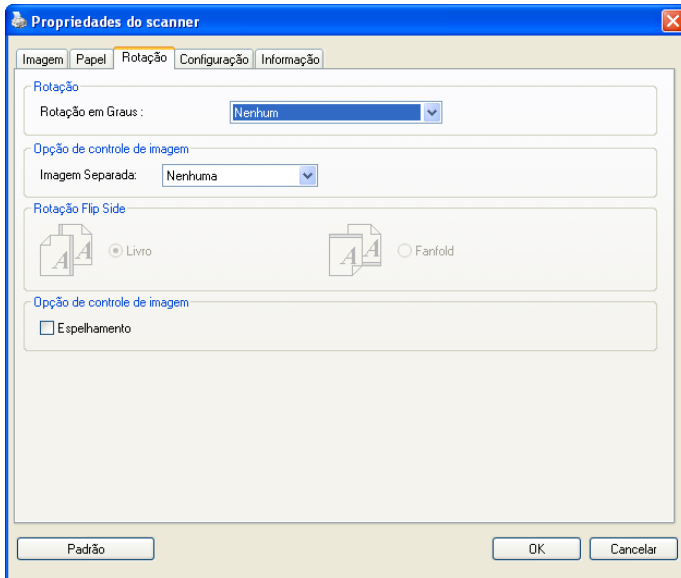 Propriedades do scanner
Imagem Papel Rotação Configuração Informação
Rotação
Rotação em Graus : Nenhum
Opção de controle de imagem
Imagem Separada: Nenhuma
Rotação Flip Side
A A Livro A A Fanfold
Opção de controle de imagem
Espelhamento
Padrão OK Cancelar